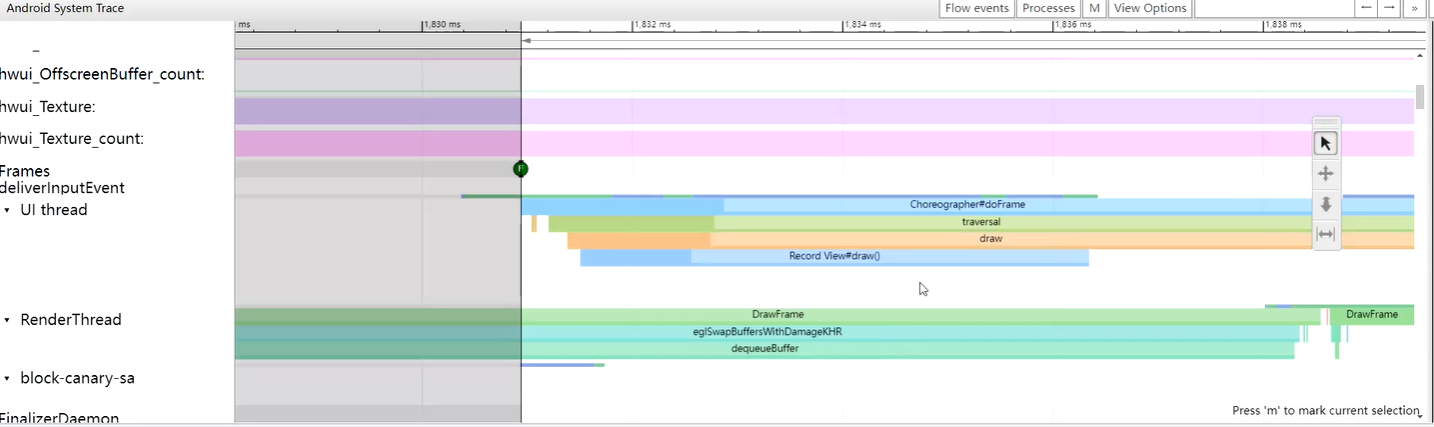 Android System Trace Flow events Processes M View Options ← → »
ms 1,830 ms 1,832 ms 1,834 ms 1,836 ms 1,838 ms
hwui_OffscreenBuffer_count:
hwui_Texture:
hwui_Texture_count:
Frames F
deliverInputEvent
UI thread Choreographer#doFrame
traversal
draw
Record View#draw()
RenderThread DrawFrame DrawFrame
eglSwapBuffersWithDamageKHR
dequeueBuffer
block-canary-sa
Press 'm' to mark current selection
FinalizerDaemon